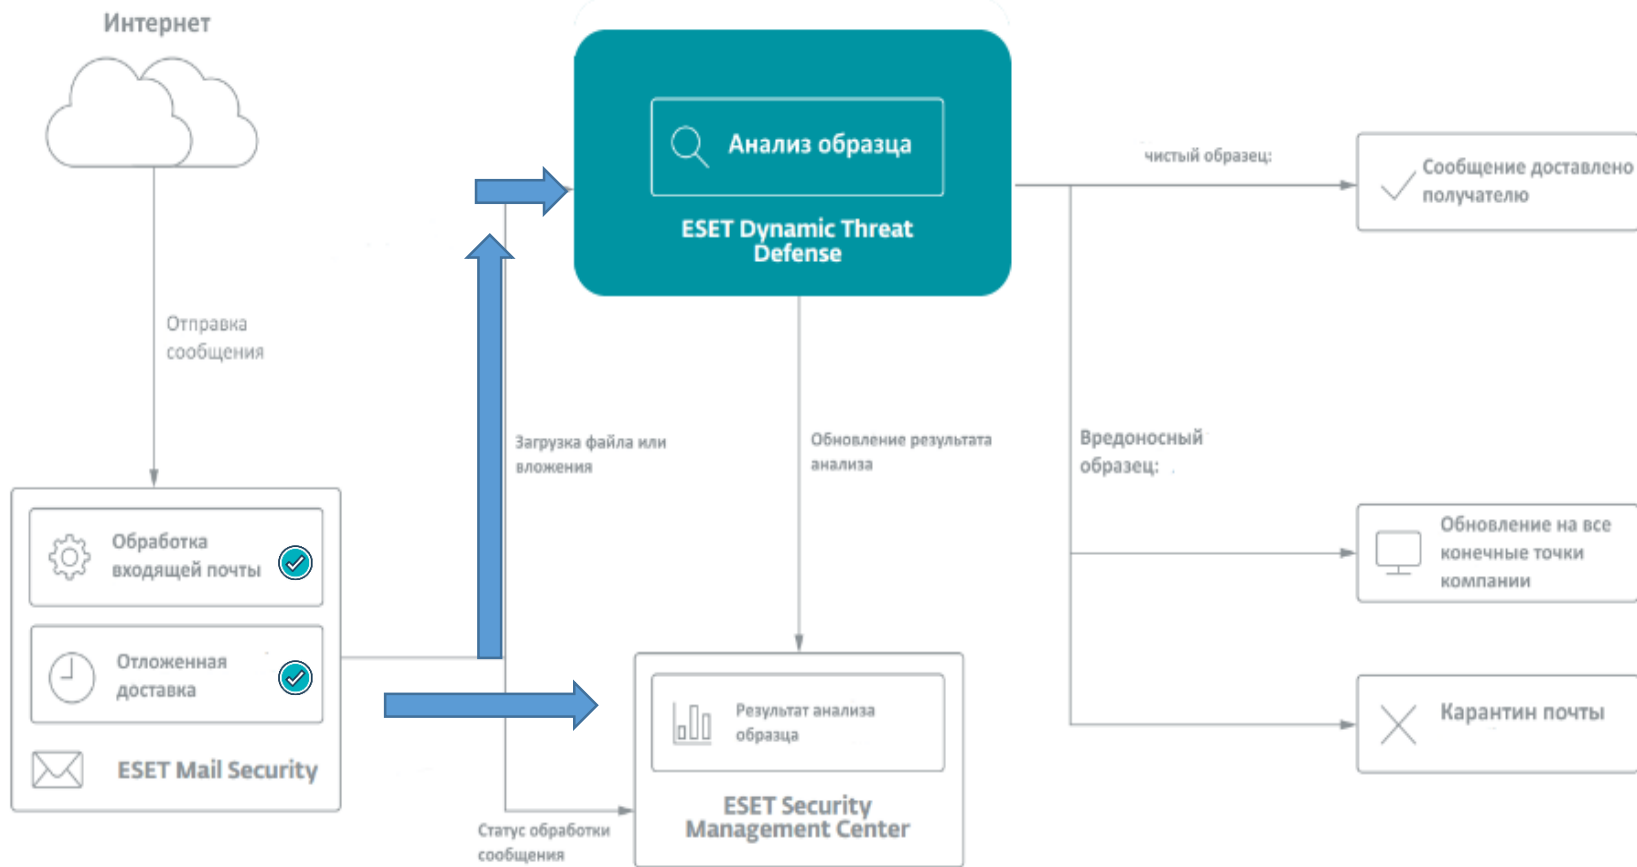 Интернет
Отправка
сообщения
Обработка
входящей почты
Отложенная
доставка
ESET Mail Security
Загрузка файла или
вложения
Статус обработки
сообщения
Анализ образца
ESET Dynamic Threat
Defense
Обновление результата
анализа
Результат анализа
образца
ESET Security
Management Center
чистый образец:
Сообщение доставлено
получателю
Вредоносный
образец:
Обновление на все
конечные точки
компании
Карантин почты